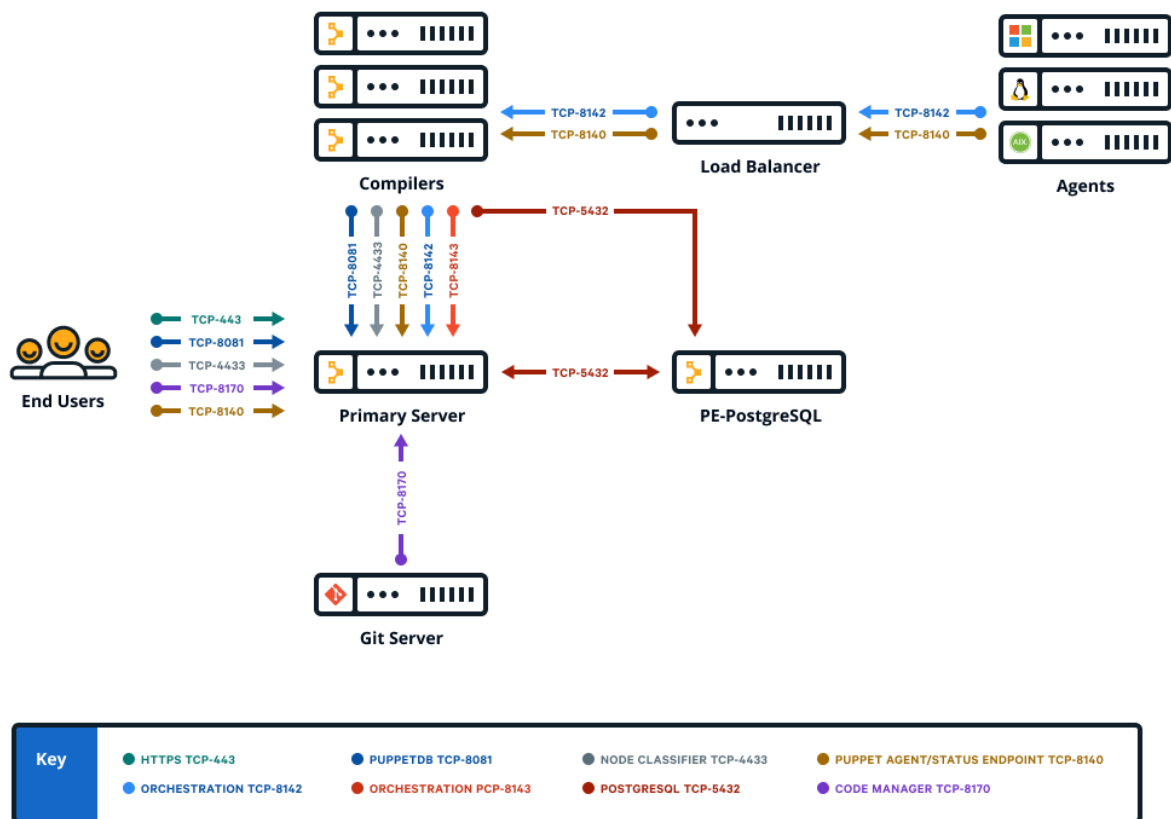 TCP-8142
TCP-8140
Load Balancer
TCP-8142
TCP-8140
AIX
Compilers
Agents
TCP-5432
TCP-8081
TCP-4433
TCP-8140
TCP-8142
TCP-8143
TCP-443
TCP-8081
TCP-4433
TCP-8170
TCP-8140
End Users
TCP-5432
Primary Server
PE-PostgreSQL
TCP-8170
Git Server
Key
HTTPS TCP-443
PUPPETDB TCP-8081
NODE CLASSIFIER TCP-4433
PUPPET AGENT/STATUS ENDPOINT TCP-8140
ORCHESTRATION TCP-8142
ORCHESTRATION PCP-8143
POSTGRESQL TCP-5432
CODE MANAGER TCP-8170